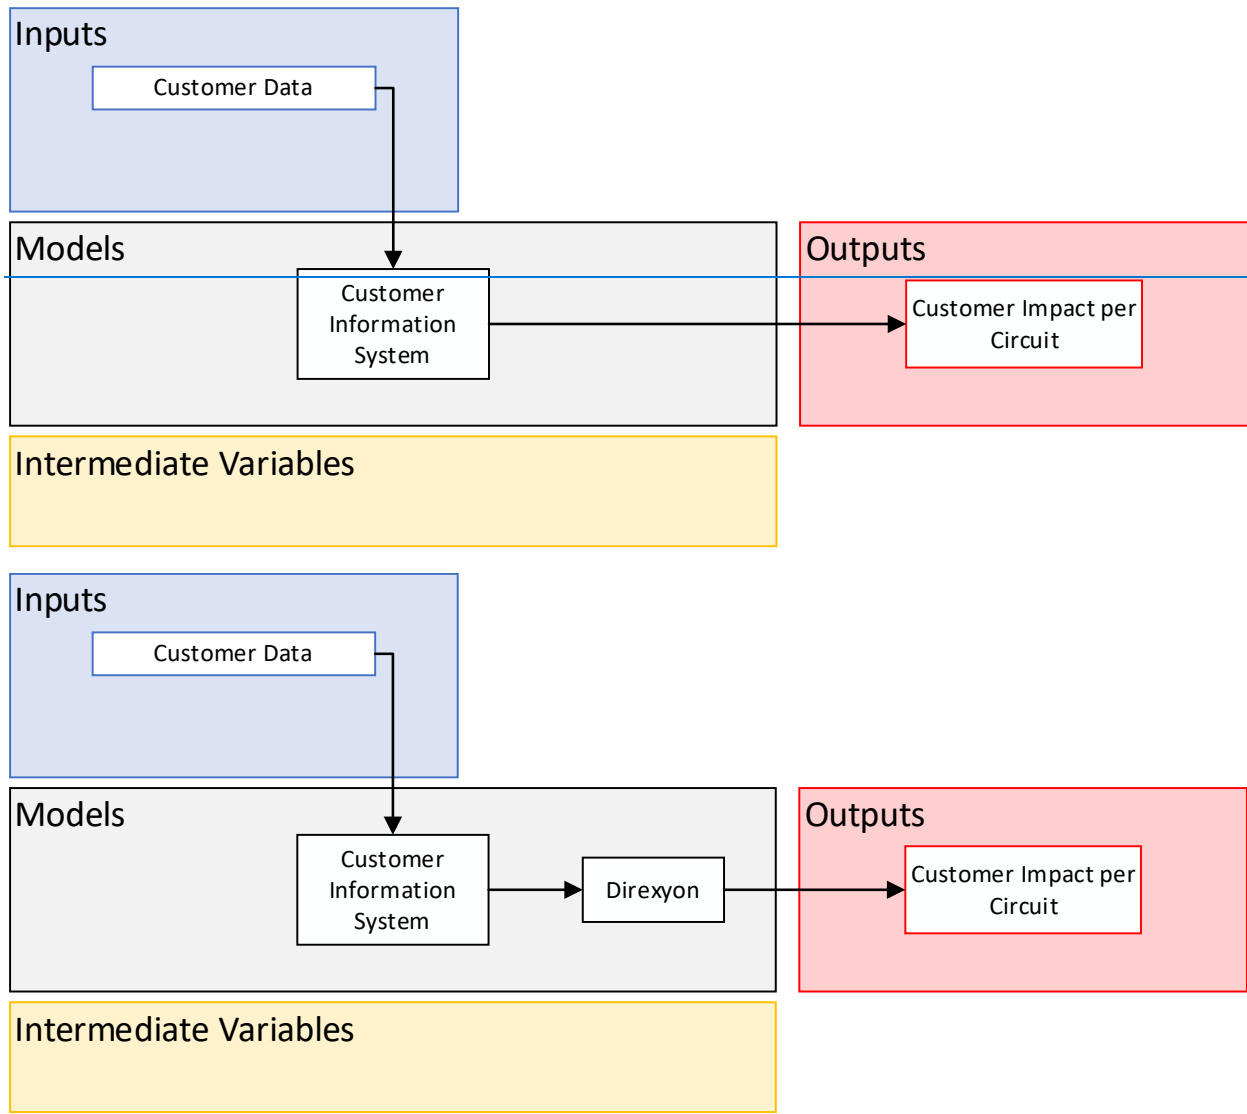 Inputs
Customer Data
Models
Outputs
Customer
Information
System
Customer Impact per
Circuit
Intermediate Variables
Inputs
Customer Data
Models
Outputs
Customer
Information
System
Direxyon
Customer Impact per
Circuit
Intermediate Variables